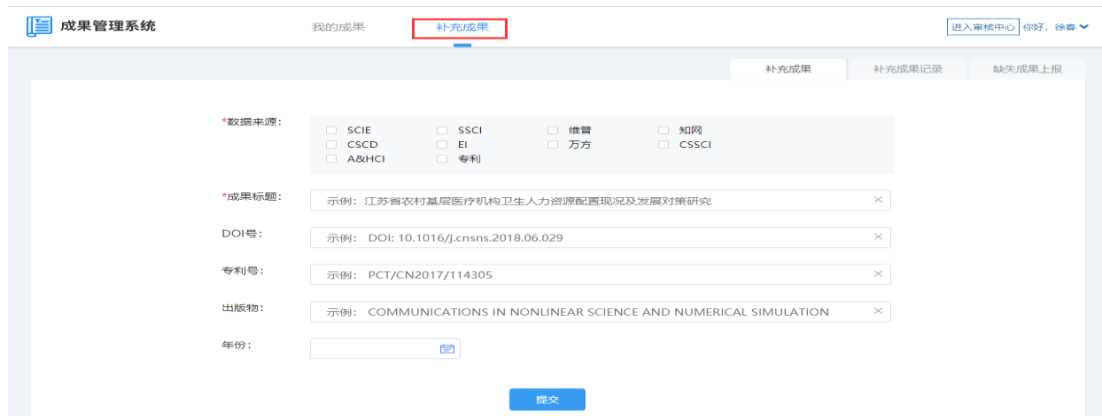 成果管理系统 我的成果 补充成果 进入审核中心 你好，徐春
补充成果 补充成果记录 缺失成果上报
*数据来源：
SCIE SSCI 维普 知网
CSCD EI 万方 CSSCI
A&HCI 专利
*成果标题： 示例：江苏省农村基层医疗机构卫生人力资源配置现况及发展对策研究
DOI号： 示例： DOI: 10.1016/j.cnsns.2018.06.029
专利号： 示例： PCT/CN2017/114305
出版物： 示例： COMMUNICATIONS IN NONLINEAR SCIENCE AND NUMERICAL SIMULATION
年份：
提交